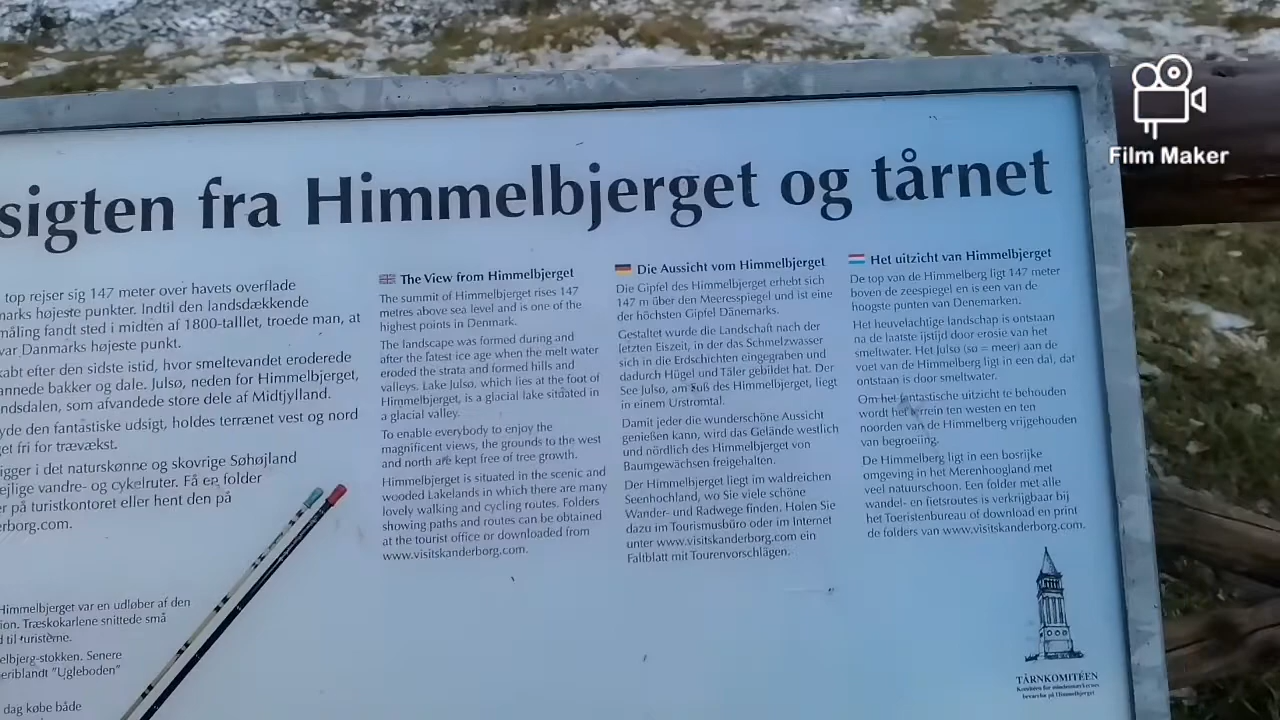 sigten fra Himmelbjerget og tårnet
top rejser sig 147 meter over havets overflade
marks højeste punkter. Indtil den landsdækkende
måling fandt sted i midten af 1800-talllet, troede man, at
var Danmarks højeste punkt.
kabt efter den sidste istid, hvor smeltevandet eroderede
annede bakker og dale. Julsø, neden for Himmelbjerget,
ndsdalen, som afvandede store dele af Midtjylland.
yde den fantastiske udsigt, holdes terrænet vest og nord
et fri for trævækst.
igger i det naturskønne og skovrige Søhøjland
ejlige vandre- og cykelruter. Få en folder
r på turistkontoret eller hent den på
erborg.com.
Himmelbjerget var en udløber af den
ion. Træskokarlene snittede små
d til turisterne.
elbjerg-stokken. Senere
eriblandt "Ugleboden"
dag købe både
The View from Himmelbjerget
The summit of Himmelbjerget rises 147
metres above sea level and is one of the
highest points in Denmark.
The landscape was formed during and
after the latest ice age when the melt water
eroded the strata and formed hills and
valleys. Lake Julsø, which lies at the foot of
Himmelbjerget, is a glacial lake situated in
a glacial valley.
To enable everybody to enjoy the
magnificent views, the grounds to the west
and north are kept free of tree growth.
Himmelbjerget is situated in the scenic and
wooded Lakelands in which there are many
lovely walking and cycling routes. Folders
showing paths and routes can be obtained
at the tourist office or downloaded from
www.visitskanderborg.com.
Die Aussicht vom Himmelbjerget
Die Gipfel des Himmelbjerget erhebt sich
147 m über den Meeresspiegel und ist eine
der höchsten Gipfel Dänemarks.
Gestaltet wurde die Landschaft nach der
letzten Eiszeit, in der das Schmelzwasser
sich in die Erdschichten eingegraben und
dadurch Hügel und Täler gebildet hat. Der
See Julsø, am Suß des Himmelbjerget, liegt
in einem Urstromtal.
Damit jeder die wunderschöne Aussicht
genießen kann, wird das Gelände westlich
und nördlich des Himmelbjerget von
Baumgewächsen freigehalten.
Der Himmelbjerget liegt im waldreichen
Seenhochland, wo Sie viele schöne
Wander- und Radwege finden. Holen Sie
dazu im Tourismusbüro oder im Internet
unter www.visitskanderborg.com ein
Faltblatt mit Tourenvorschlägen.
Het uitzicht van Himmelbjerget
De top van de Himmelberg ligt 147 meter
boven de zeespiegel en is een van de
hoogste punten van Denemarken.
Het heuvelachtige landschap is ontstaan
na de laatste ijstijd door erosie van het
smeltwater. Het Julsø (sø = meer) aan de
voet van de Himmelberg ligt in een dal, dat
ontstaan is door smeltwater.
Om het fantastische uitzicht te behouden
wordt het terrein ten westen en ten
noorden van de Himmelberg vrijgehouden
van begroeiing.
De Himmelberg ligt in een bosrijke
omgeving in het Merenhoogland met
veel natuurschoon. Een folder met alle
wandel- en fietsroutes is verkrijgbaar bij
het Toeristenbureau of download en print
de folders van www.visitskanderborg.com.
TÅRNKOMITÉEN
Komitéen for mindesmærkernes
bevarelse på Himmelbjerget
Film Maker